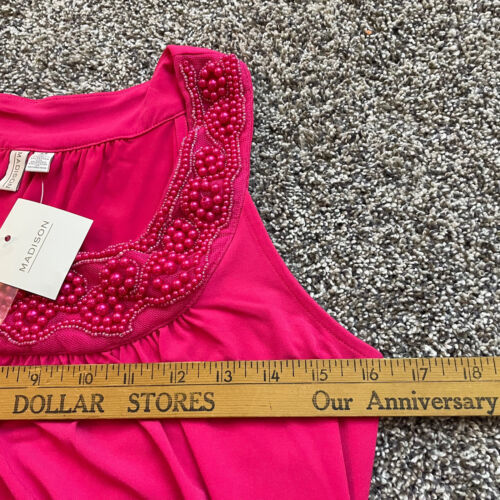 MADISON
MADISON
9 10 11 12 13 14 15 16 17 18
DOLLAR STORES Our Anniversary